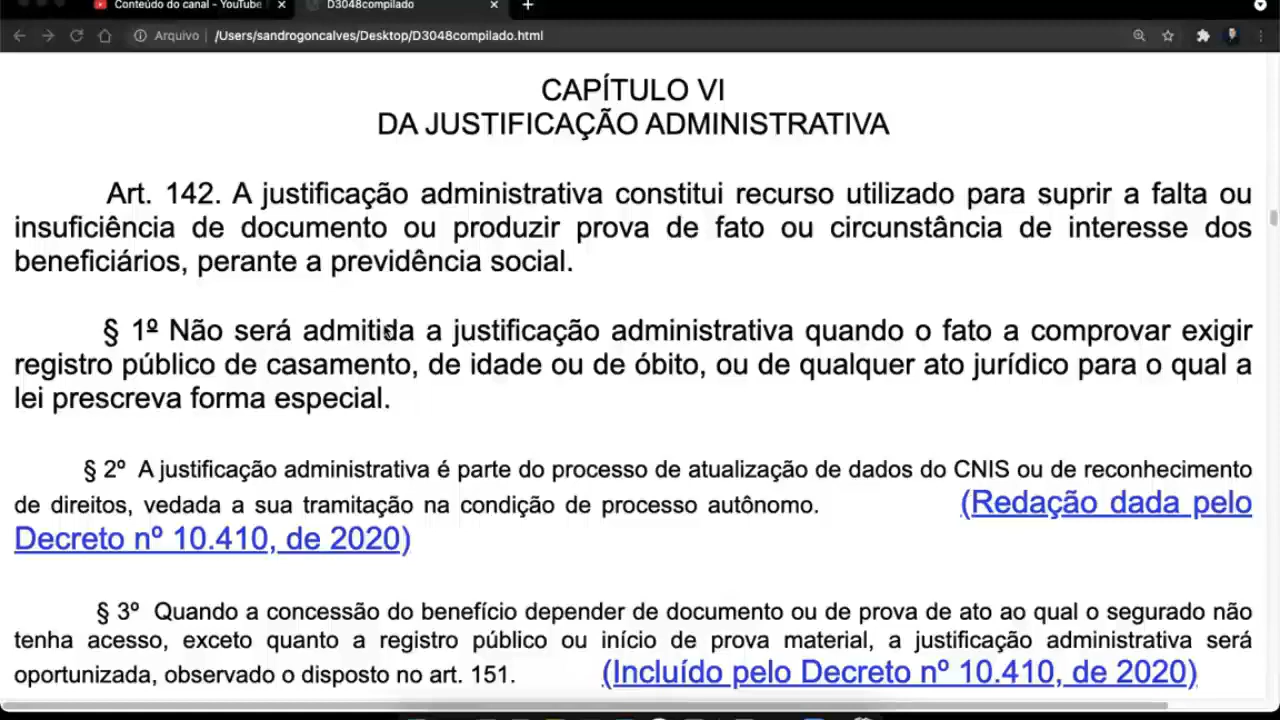 Conteúdo do canal - YouTube
D3048compilado
Arquivo | /Users/sandrogoncalves/Desktop/D3048compilado.html
CAPÍTULO VI
DA JUSTIFICAÇÃO ADMINISTRATIVA
Art. 142. A justificação administrativa constitui recurso utilizado para suprir a falta ou
insuficiência de documento ou produzir prova de fato ou circunstância de interesse dos
beneficiários, perante a previdência social.
§ 1º Não será admitida a justificação administrativa quando o fato a comprovar exigir
registro público de casamento, de idade ou de óbito, ou de qualquer ato jurídico para o qual a
lei prescreva forma especial.
§ 2º A justificação administrativa é parte do processo de atualização de dados do CNIS ou de reconhecimento
de direitos, vedada a sua tramitação na condição de processo autônomo. (Redação dada pelo
Decreto nº 10.410, de 2020)
§ 3º Quando a concessão do benefício depender de documento ou de prova de ato ao qual o segurado não
tenha acesso, exceto quanto a registro público ou início de prova material, a justificação administrativa será
oportunizada, observado o disposto no art. 151. (Incluído pelo Decreto nº 10.410, de 2020)